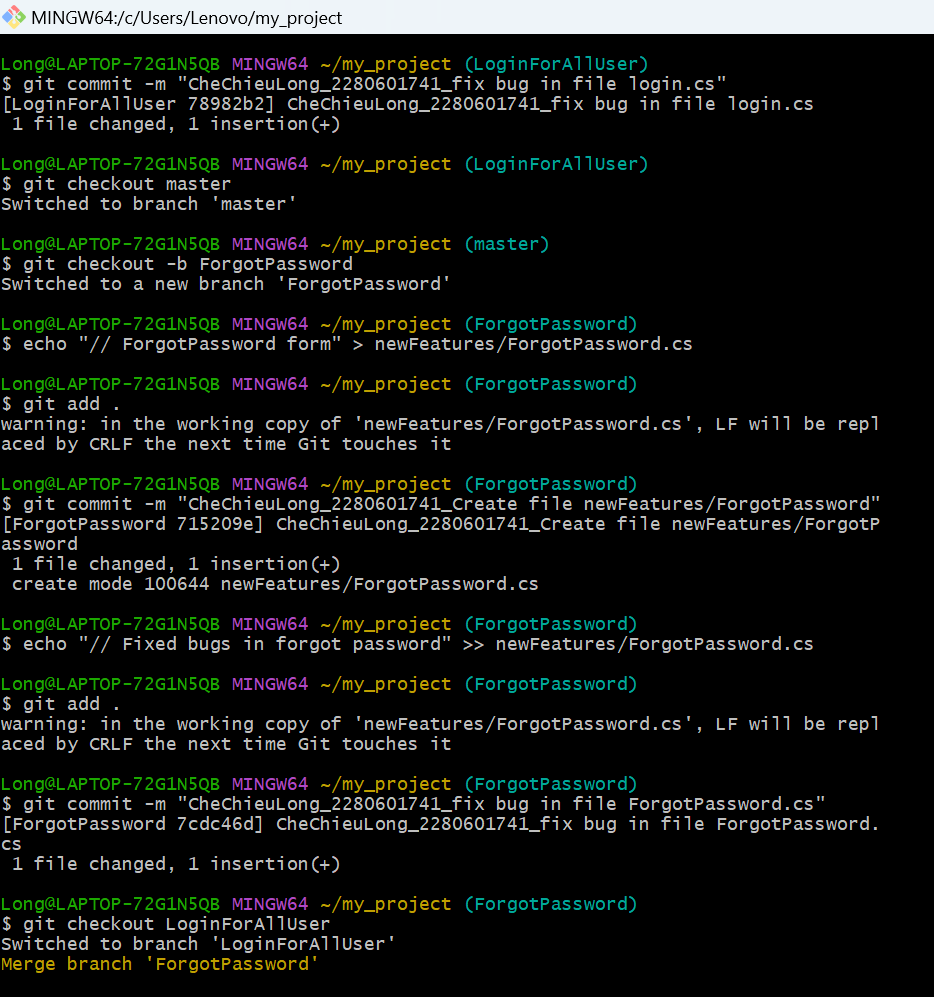 MINGW64:/c/Users/Lenovo/my_project
Long@LAPTOP-72G1N5QB MINGW64 ~/my_project (LoginForAllUser)
$ git commit -m "CheChieuLong_2280601741_fix bug in file login.cs"
[LoginForAllUser 78982b2] CheChieuLong_2280601741_fix bug in file login.cs
 1 file changed, 1 insertion(+)
Long@LAPTOP-72G1N5QB MINGW64 ~/my_project (LoginForAllUser)
$ git checkout master
Switched to branch 'master'
Long@LAPTOP-72G1N5QB MINGW64 ~/my_project (master)
$ git checkout -b ForgotPassword
Switched to a new branch 'ForgotPassword'
Long@LAPTOP-72G1N5QB MINGW64 ~/my_project (ForgotPassword)
$ echo "// ForgotPassword form" > newFeatures/ForgotPassword.cs
Long@LAPTOP-72G1N5QB MINGW64 ~/my_project (ForgotPassword)
$ git add .
warning: in the working copy of 'newFeatures/ForgotPassword.cs', LF will be repl
aced by CRLF the next time Git touches it
Long@LAPTOP-72G1N5QB MINGW64 ~/my_project (ForgotPassword)
$ git commit -m "CheChieuLong_2280601741_Create file newFeatures/ForgotPassword"
[ForgotPassword 715209e] CheChieuLong_2280601741_Create file newFeatures/ForgotP
assword
 1 file changed, 1 insertion(+)
 create mode 100644 newFeatures/ForgotPassword.cs
Long@LAPTOP-72G1N5QB MINGW64 ~/my_project (ForgotPassword)
$ echo "// Fixed bugs in forgot password" >> newFeatures/ForgotPassword.cs
Long@LAPTOP-72G1N5QB MINGW64 ~/my_project (ForgotPassword)
$ git add .
warning: in the working copy of 'newFeatures/ForgotPassword.cs', LF will be repl
aced by CRLF the next time Git touches it
Long@LAPTOP-72G1N5QB MINGW64 ~/my_project (ForgotPassword)
$ git commit -m "CheChieuLong_2280601741_fix bug in file ForgotPassword.cs"
[ForgotPassword 7cdc46d] CheChieuLong_2280601741_fix bug in file ForgotPassword.
cs
 1 file changed, 1 insertion(+)
Long@LAPTOP-72G1N5QB MINGW64 ~/my_project (ForgotPassword)
$ git checkout LoginForAllUser
Switched to branch 'LoginForAllUser'
Merge branch 'ForgotPassword'